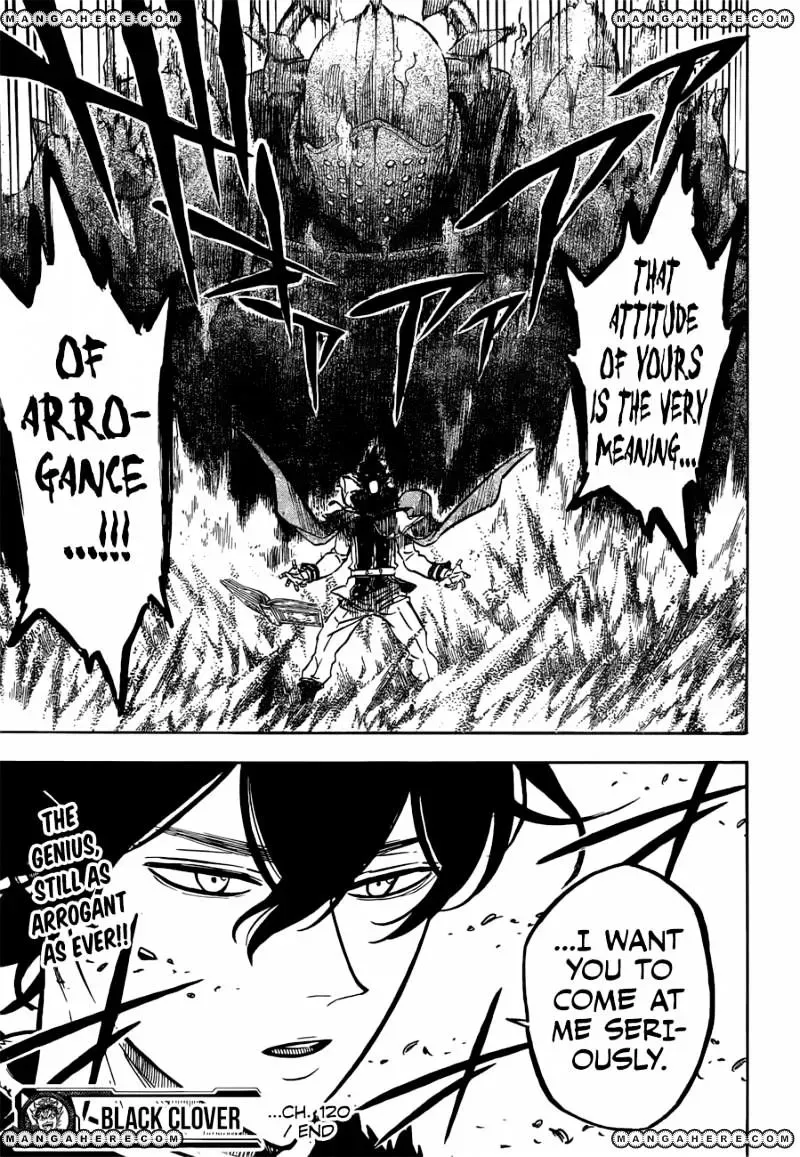 MANGAHERE.COM
MANGAHERE.COM
THAT
ATTITUDE
OF YOURS
IS THE VERY
MEANING...
OF
ARRO-
GANCE
...!!!
THE
GENIUS,
STILL AS
ARROGANT
AS EVER!!
...I WANT
YOU TO
COME AT
ME SERI-
OUSLY.
BLACK CLOVER
...CH. 120
/ END
MANGAHERE.COM
MANGAHERE.COM